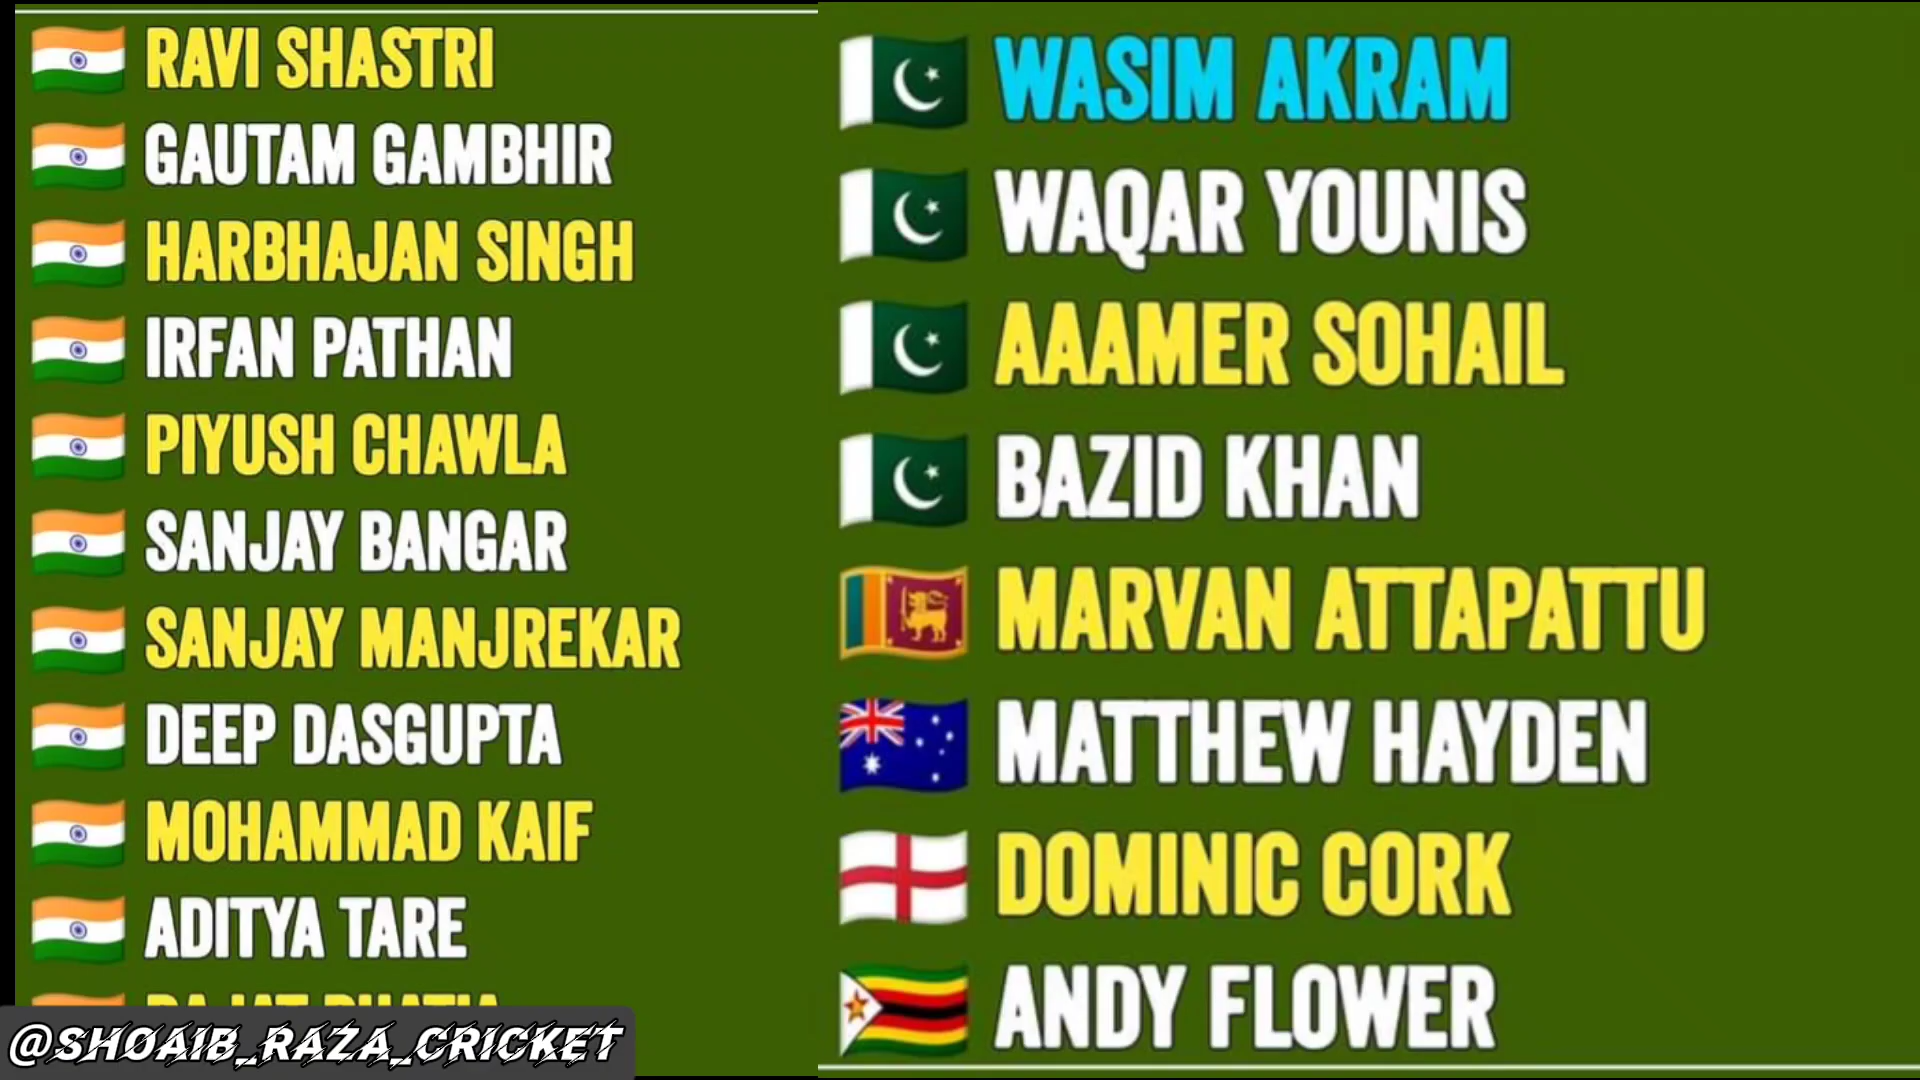 RAVI SHASTRI
GAUTAM GAMBHIR
HARBHAJAN SINGH
IRFAN PATHAN
PIYUSH CHAWLA
SANJAY BANGAR
SANJAY MANJREKAR
DEEP DASGUPTA
MOHAMMAD KAIF
ADITYA TARE
@SHOAIB_RAZA_CRICKET
WASIM AKRAM
WAQAR YOUNIS
AAAMER SOHAIL
BAZID KHAN
MARVAN ATTAPATTU
MATTHEW HAYDEN
DOMINIC CORK
ANDY FLOWER